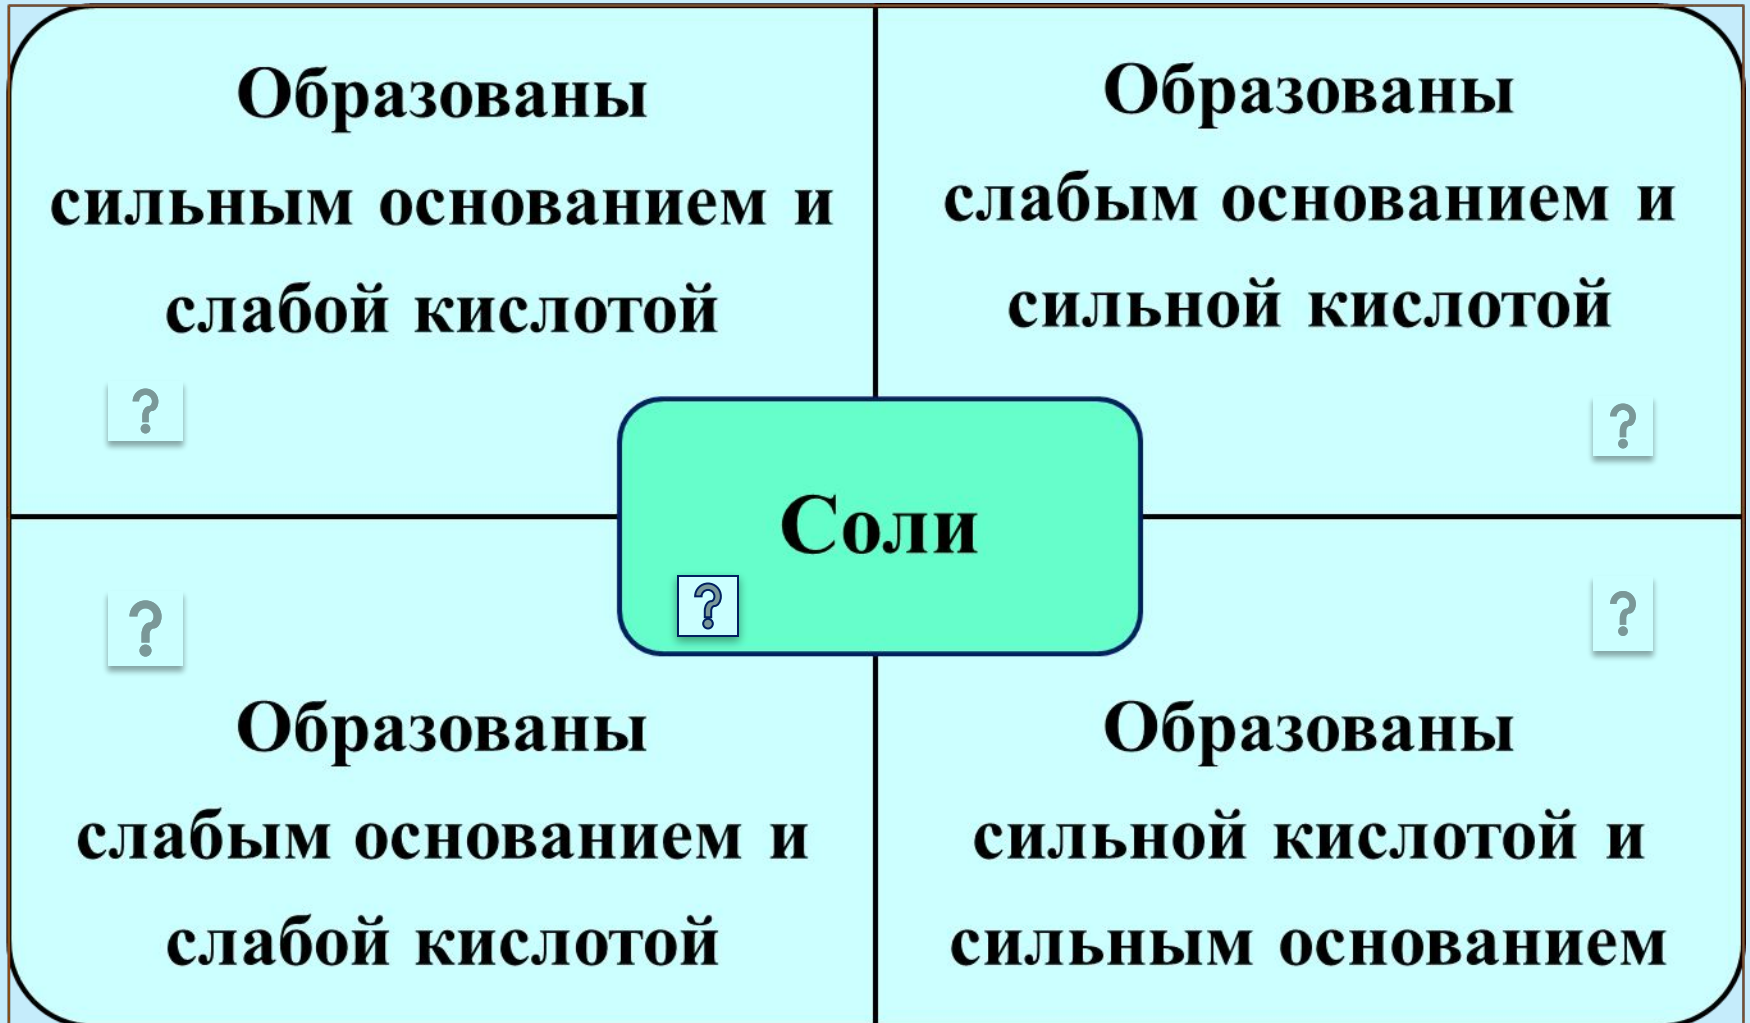 Образованы
сильным основанием и
слабой кислотой
?
Образованы
слабым основанием и
сильной кислотой
?
Соли
?
?
Образованы
слабым основанием и
слабой кислотой
?
Образованы
сильной кислотой и
сильным основанием